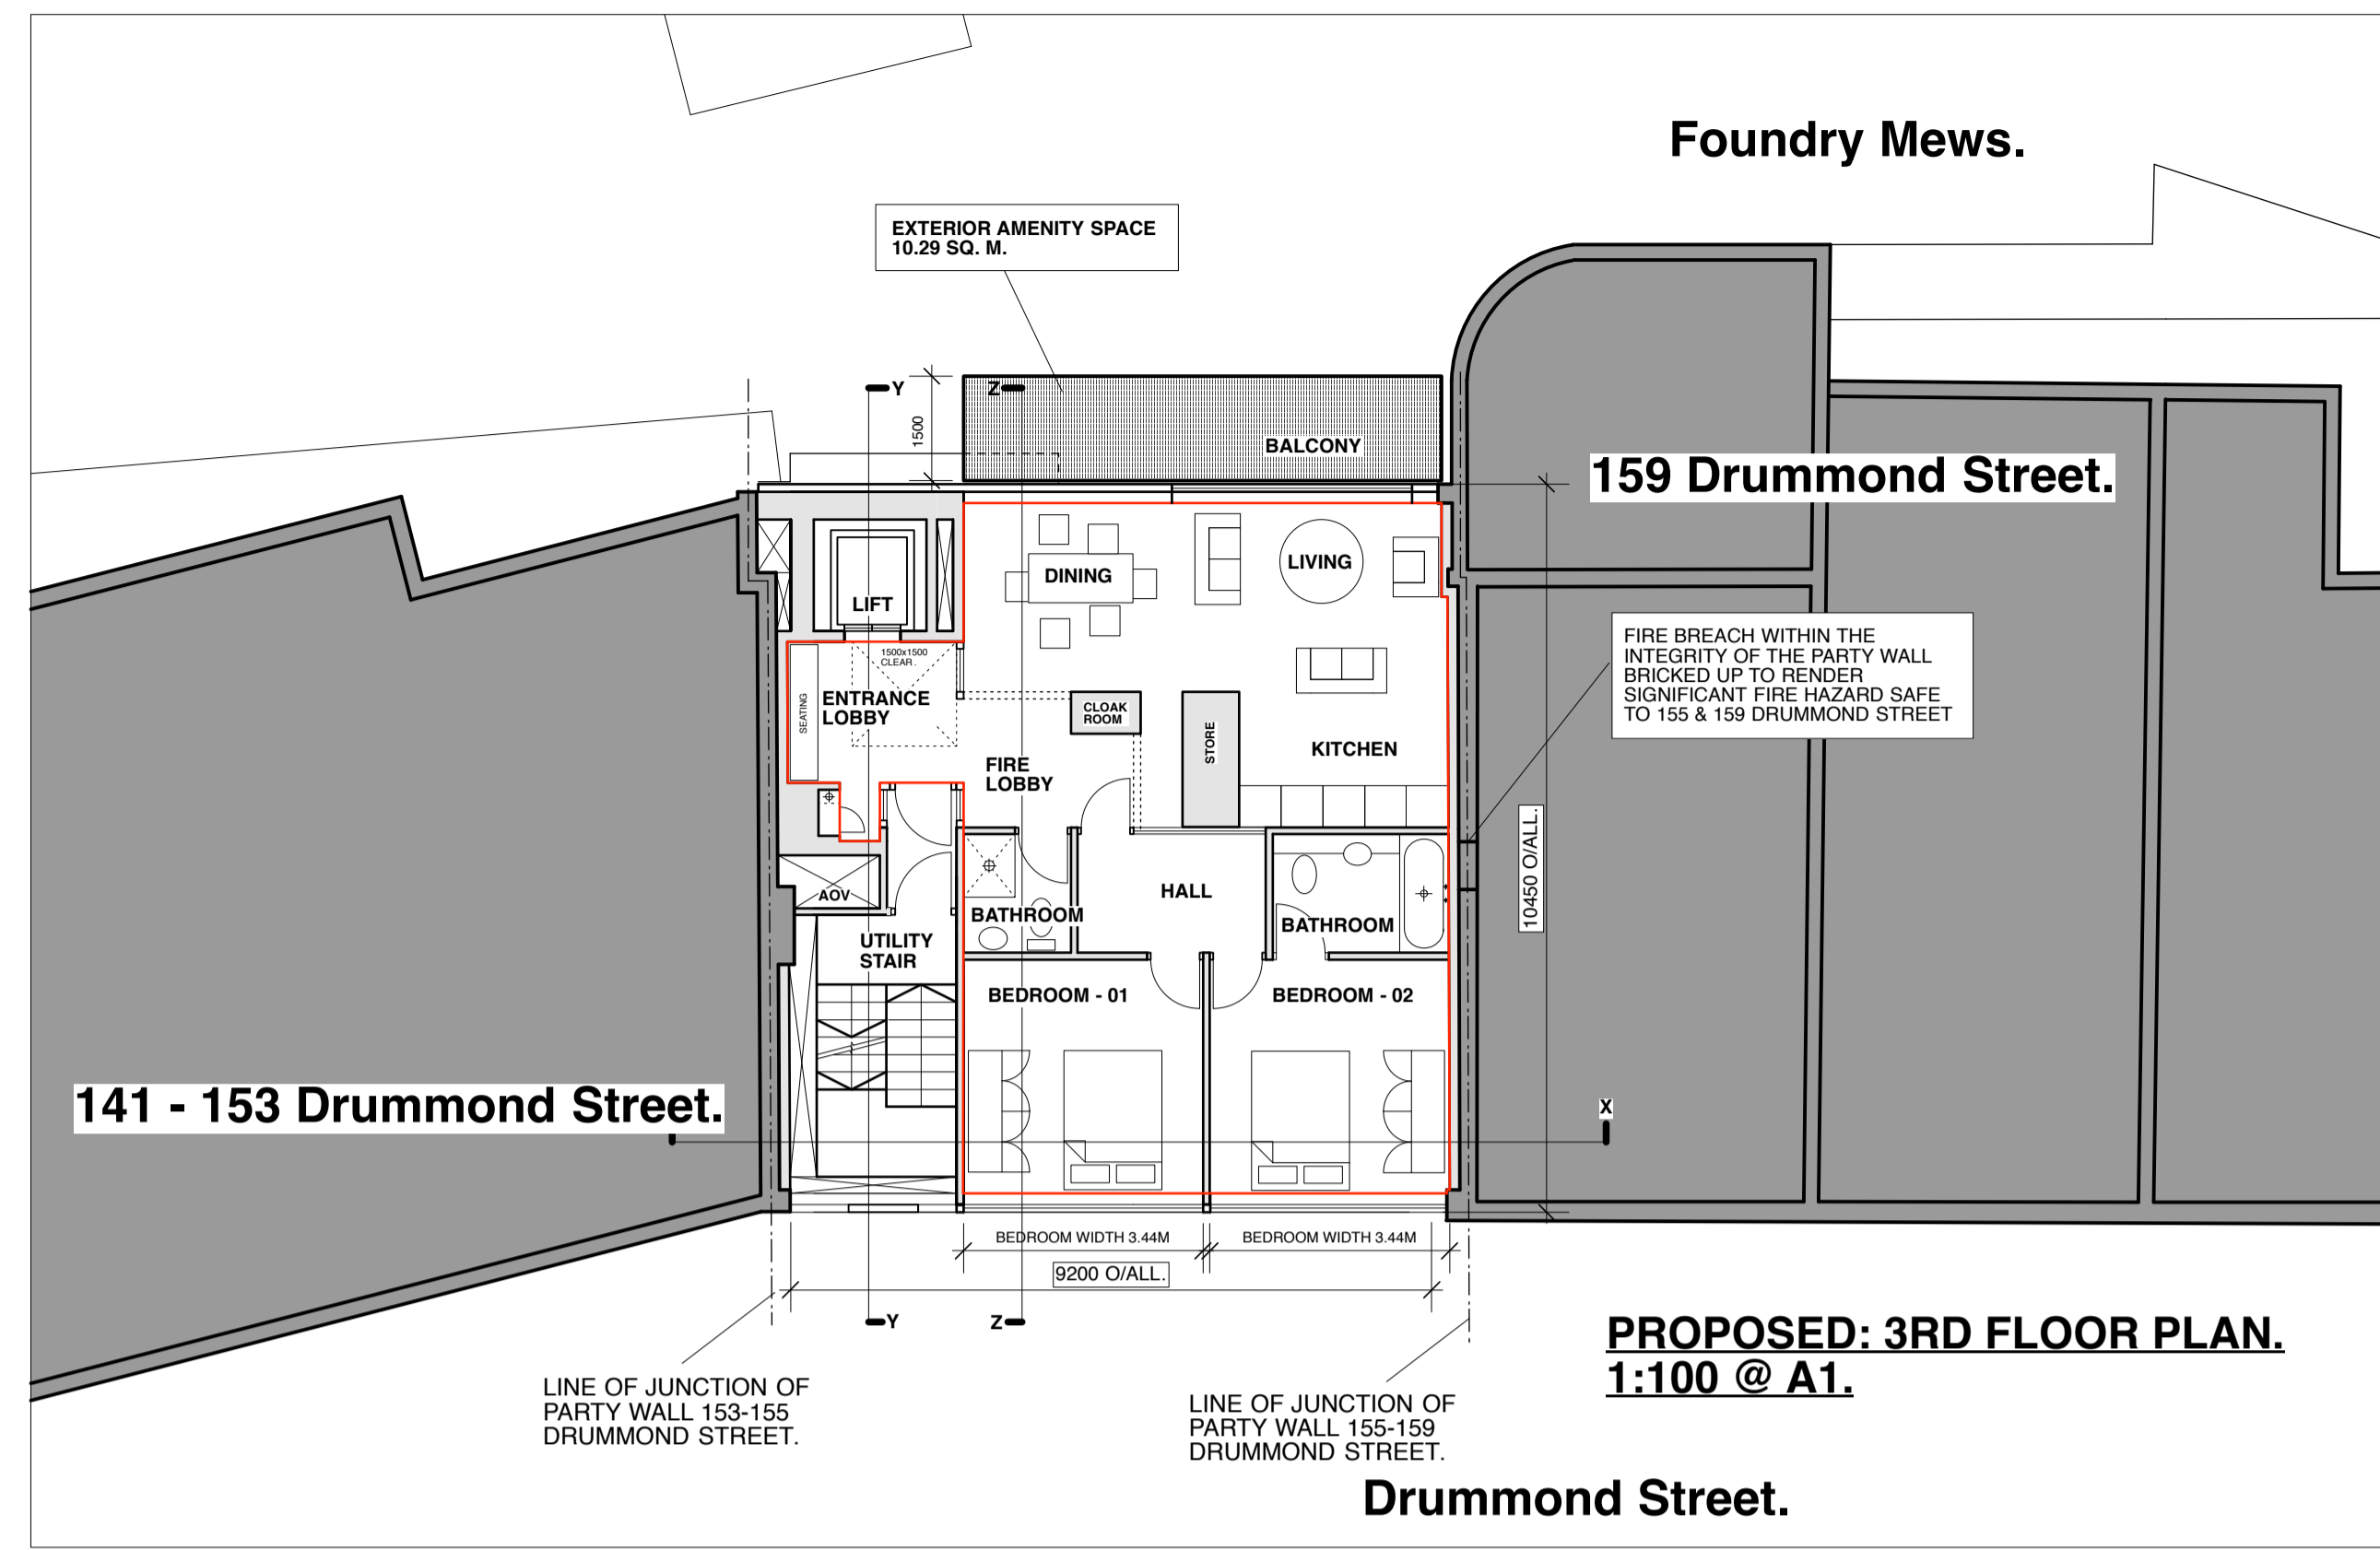 Foundry Mews.
EXTERIOR AMENITY SPACE
10.29 SQ. M.
Y
Z
1500
BALCONY
159 Drummond Street.
DINING
LIVING
LIFT
1500x1500
CLEAR.
SEATING
ENTRANCE
LOBBY
CLOAK
ROOM
STORE
KITCHEN
FIRE
LOBBY
FIRE BREACH WITHIN THE
INTEGRITY OF THE PARTY WALL
BRICKED UP TO RENDER
SIGNIFICANT FIRE HAZARD SAFE
TO 155 & 159 DRUMMOND STREET
10450 O/ALL.
AOV
HALL
BATHROOM
BATHROOM
UTILITY
STAIR
BEDROOM - 01
BEDROOM - 02
141 - 153 Drummond Street.
X
BEDROOM WIDTH 3.44M
BEDROOM WIDTH 3.44M
9200 O/ALL.
Y
Z
PROPOSED: 3RD FLOOR PLAN.
1:100 @ A1.
LINE OF JUNCTION OF
PARTY WALL 153-155
DRUMMOND STREET.
LINE OF JUNCTION OF
PARTY WALL 155-159
DRUMMOND STREET.
Drummond Street.